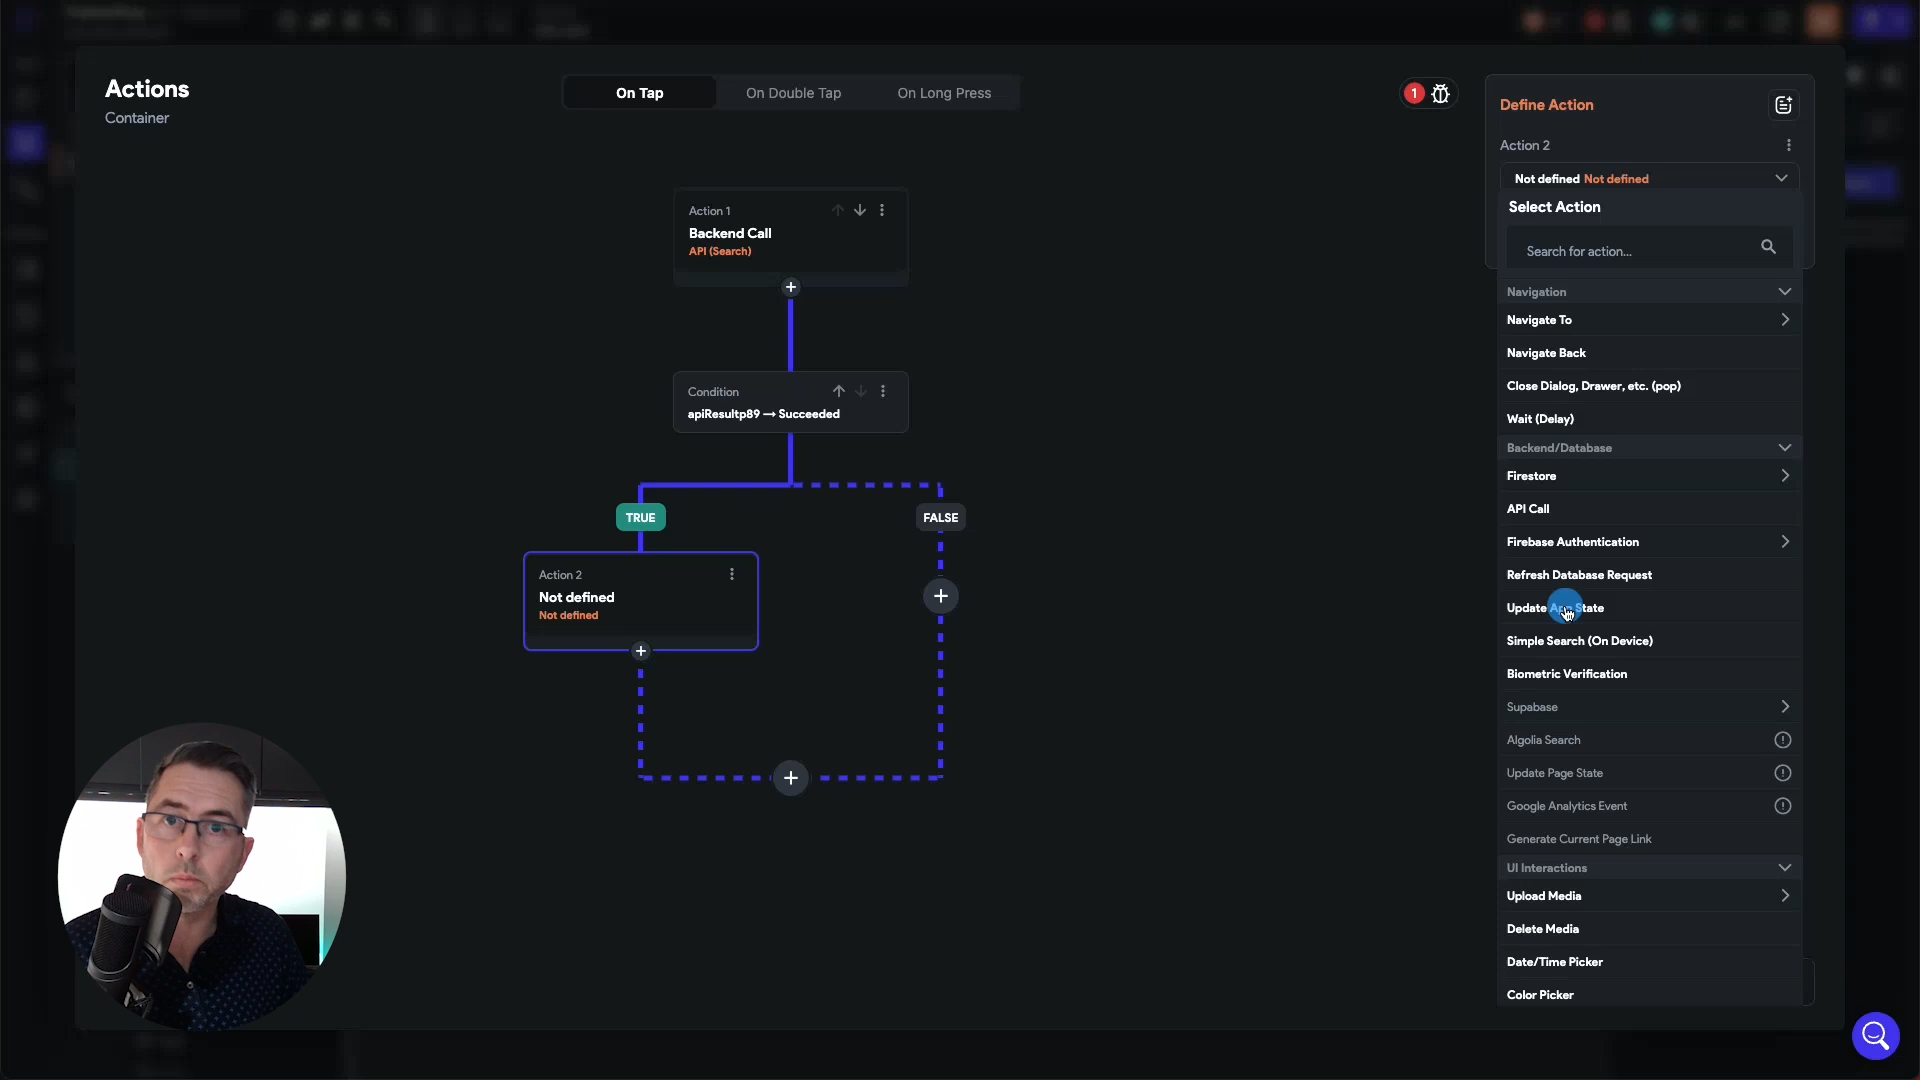 Actions
Container
On Tap
On Double Tap
On Long Press
1
Define Action
Action 2
Not defined Not defined
Select Action
Search for action...
Navigation
Navigate To
Navigate Back
Close Dialog, Drawer, etc. (pop)
Wait (Delay)
Backend/Database
Firestore
API Call
Firebase Authentication
Refresh Database Request
Update App State
Simple Search (On Device)
Biometric Verification
Supabase
Algolia Search
Update Page State
Google Analytics Event
Generate Current Page Link
UI Interactions
Upload Media
Delete Media
Date/Time Picker
Color Picker
Action 1
Backend Call
API (Search)
Condition
apiResultp89 → Succeeded
TRUE
FALSE
Action 2
Not defined
Not defined